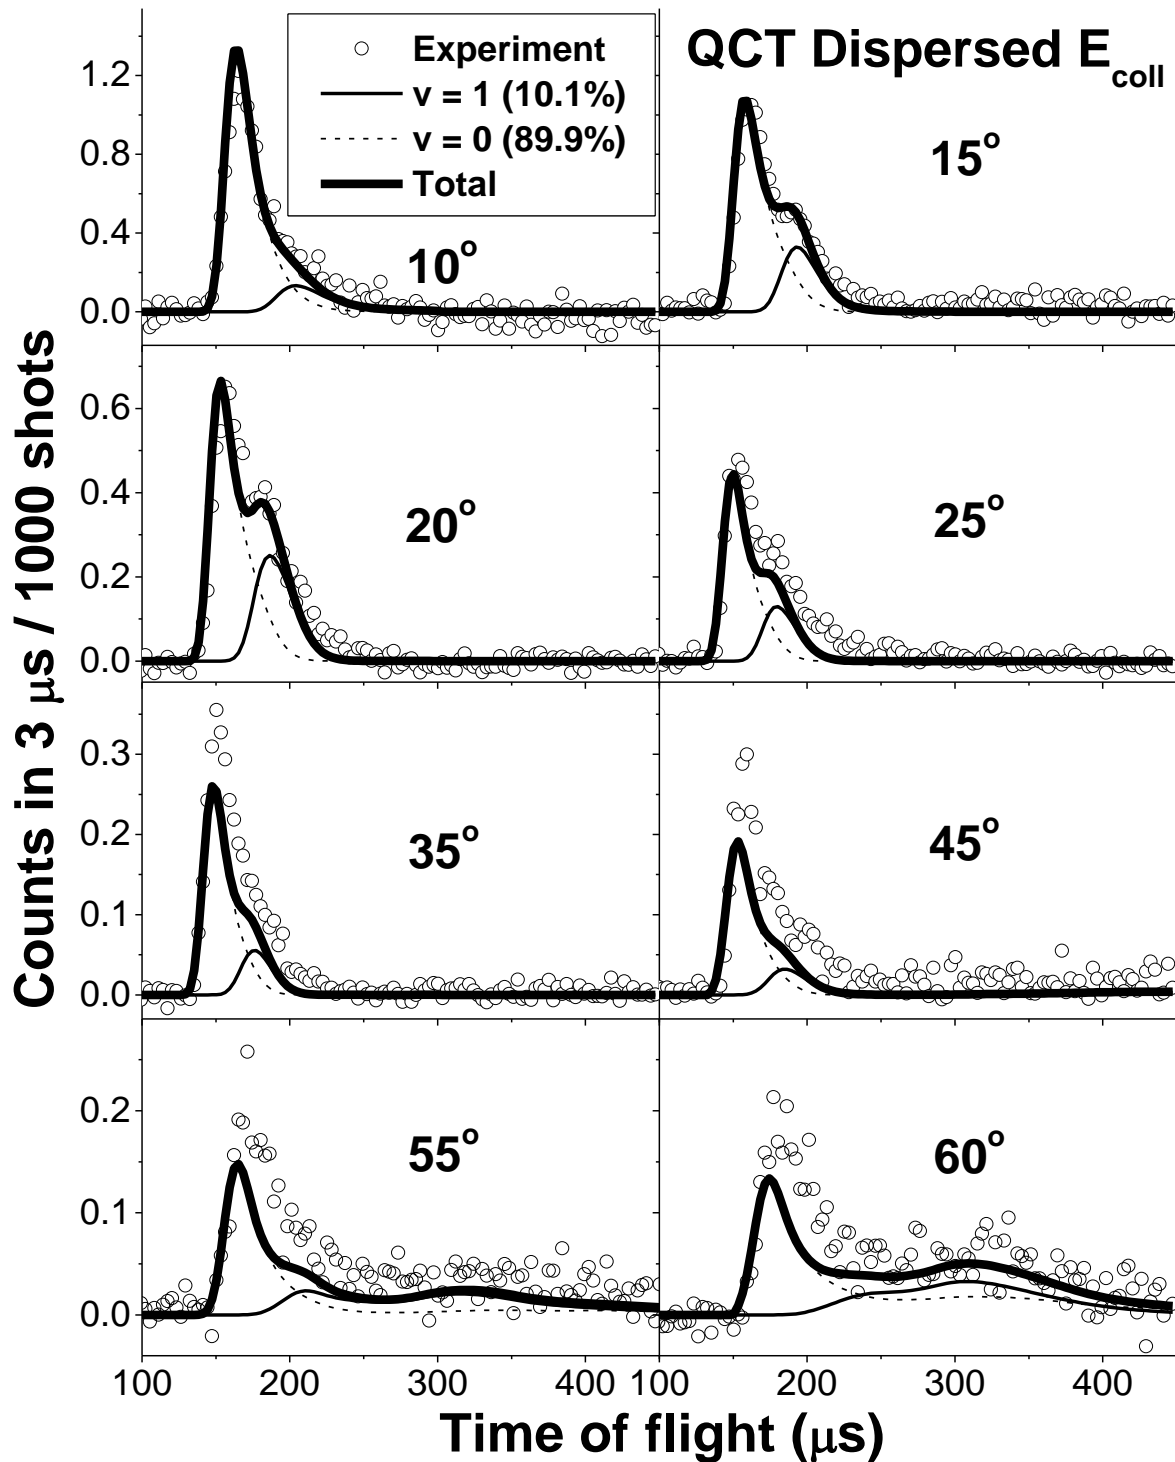 QCT Dispersed E_coll
Experiment
v = 1 (10.1%)
v = 0 (89.9%)
Total
10°
15°
1.2
0.8
0.4
0.0
20°
25°
0.6
0.4
0.2
0.0
35°
45°
0.3
0.2
0.1
0.0
55°
60°
0.2
0.1
0.0
100 200 300 400 100 200 300 400
Counts in 3 μs / 1000 shots
Time of flight (μs)